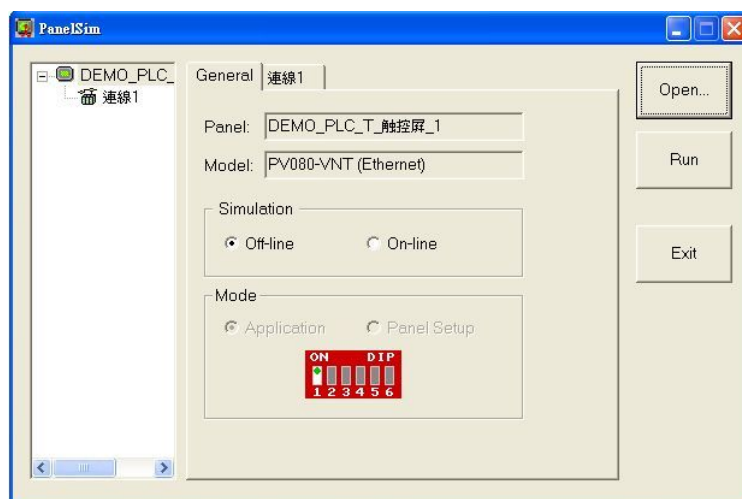 PanelSim
DEMO_PLC_
連線1
General
連線1
Panel: DEMO_PLC_T_触控屏_1
Model: PV080-VNT (Ethernet)
Simulation
Off-line
On-line
Mode
Application
Panel Setup
ON DIP
1 2 3 4 5 6
Open...
Run
Exit